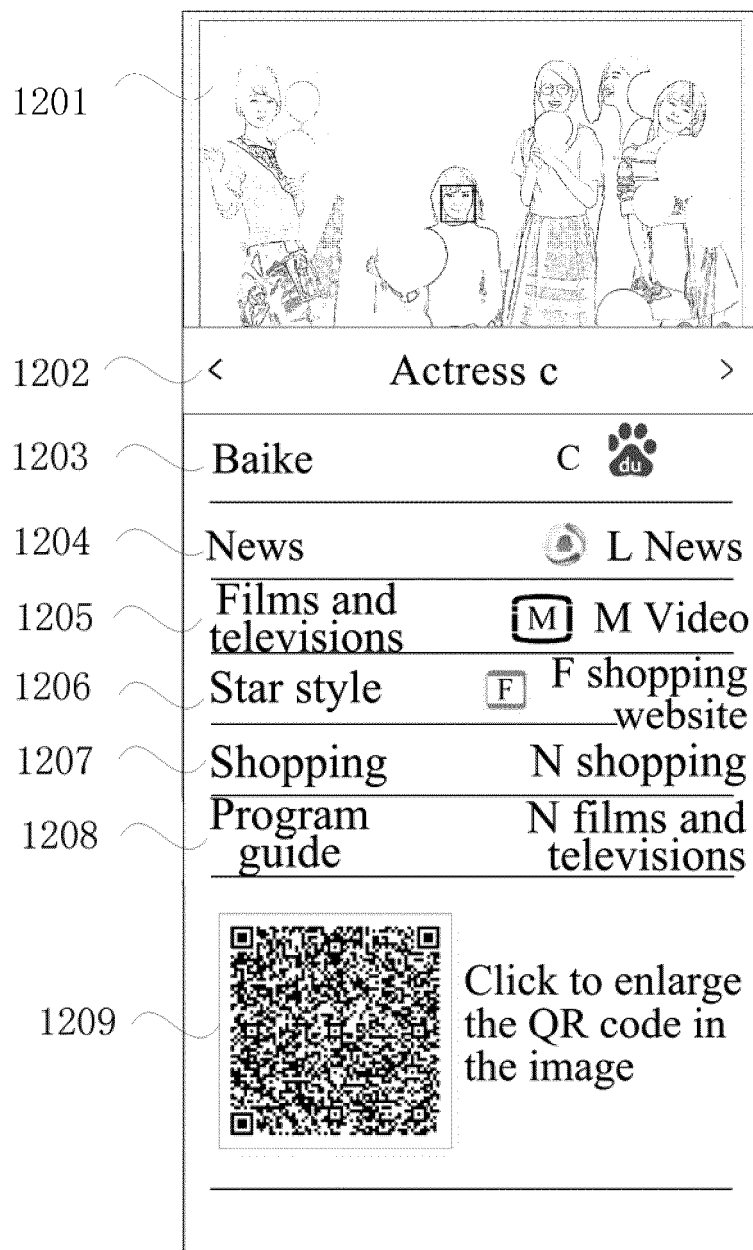 1201
1202 < Actress c >
1203 Baike C du
1204 News L News
1205 Films and televisions M M Video
1206 Star style F F shopping website
1207 Shopping N shopping
1208 Program guide N films and televisions
1209 Click to enlarge
the QR code in
the image